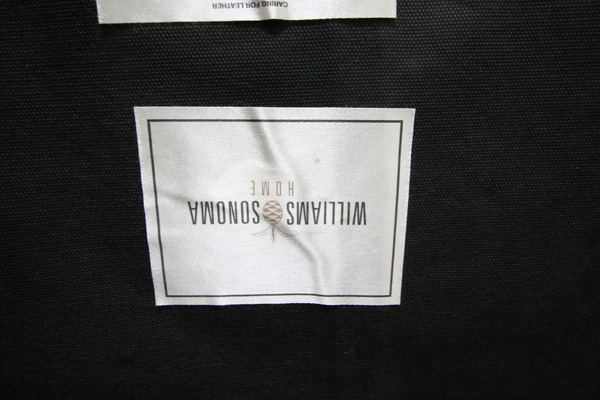 CARING FOR LEATHER
WILLIAMS SONOMA
HOME